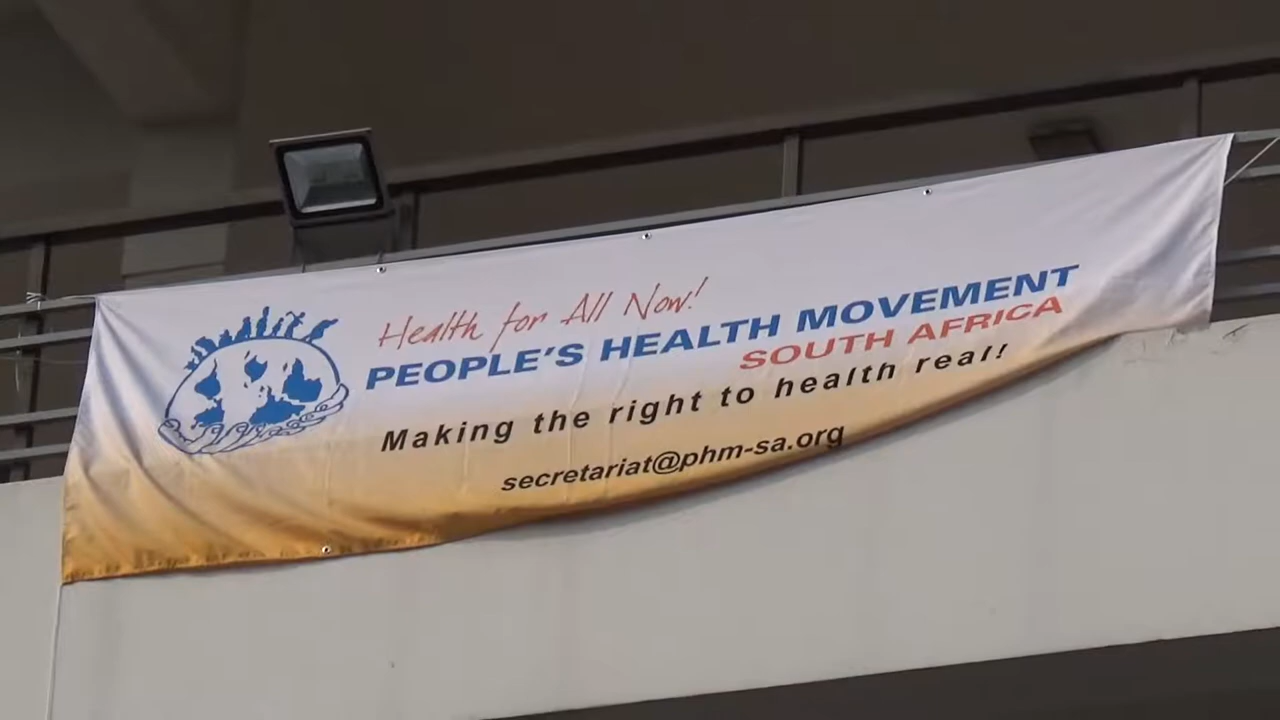 Health for All Now!
PEOPLE'S HEALTH MOVEMENT
SOUTH AFRICA
Making the right to health real!
secretariat@phm-sa.org